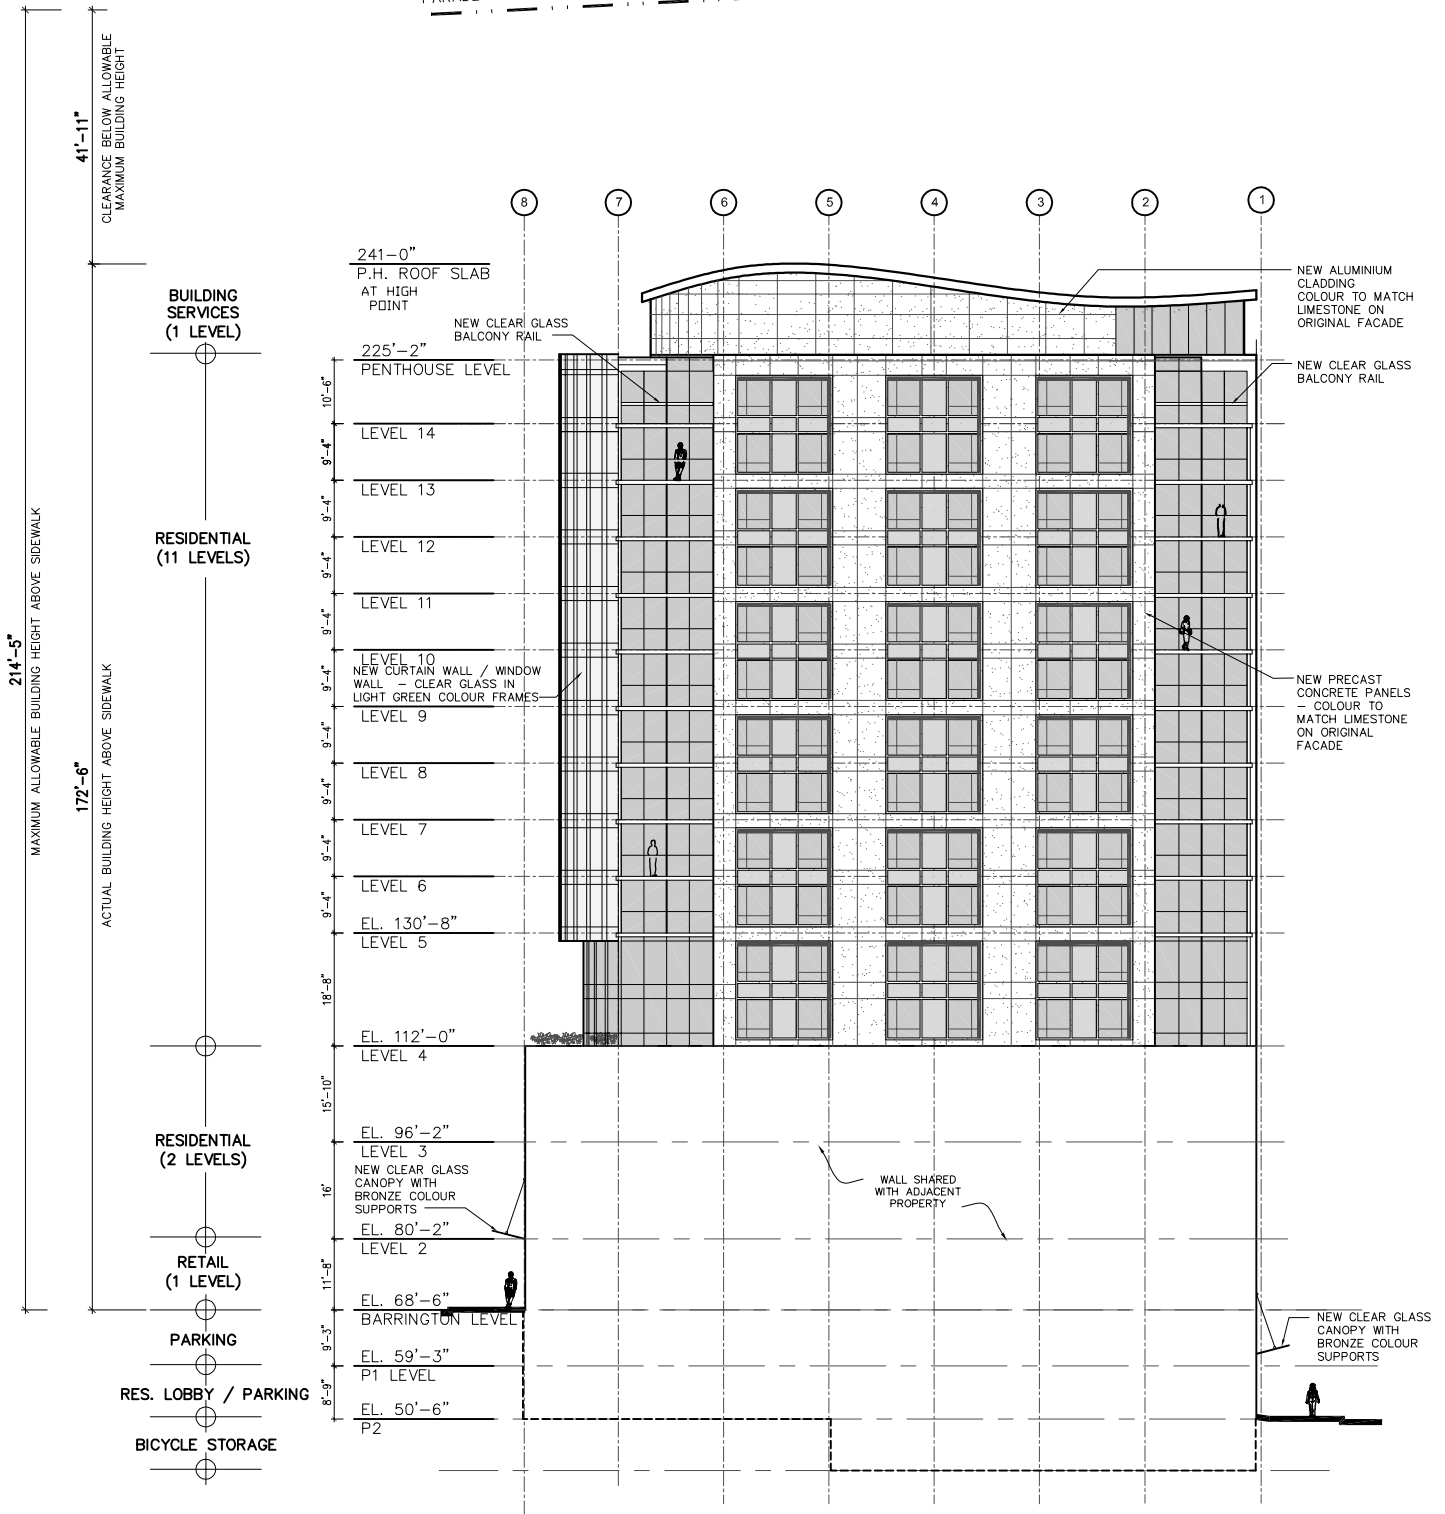 CLEARANCE BELOW ALLOWABLE
MAXIMUM BUILDING HEIGHT
41'-11"
8
7
6
5
4
3
2
1
241-0"
P.H. ROOF SLAB
AT HIGH
POINT
BUILDING
SERVICES
(1 LEVEL)
NEW CLEAR GLASS
BALCONY RAIL
NEW ALUMINIUM
CLADDING
COLOUR TO MATCH
LIMESTONE ON
ORIGINAL FACADE
225'-2"
PENTHOUSE LEVEL
NEW CLEAR GLASS
BALCONY RAIL
10'-6"
LEVEL 14
9'-4"
LEVEL 13
9'-4"
RESIDENTIAL
(11 LEVELS)
LEVEL 12
9'-4"
LEVEL 11
9'-4"
LEVEL 10
9'-4"
NEW CURTAIN WALL / WINDOW
WALL – CLEAR GLASS IN
LIGHT GREEN COLOUR FRAMES
NEW PRECAST
CONCRETE PANELS
– COLOUR TO
MATCH LIMESTONE
ON ORIGINAL
FACADE
LEVEL 9
9'-4"
LEVEL 8
9'-4"
LEVEL 7
9'-4"
LEVEL 6
9'-4"
EL. 130'-8"
LEVEL 5
18'-8"
214'-5"
MAXIMUM ALLOWABLE BUILDING HEIGHT ABOVE SIDEWALK
172'-6"
ACTUAL BUILDING HEIGHT ABOVE SIDEWALK
EL. 112'-0"
LEVEL 4
15'-10"
EL. 96'-2"
LEVEL 3
RESIDENTIAL
(2 LEVELS)
NEW CLEAR GLASS
CANOPY WITH
BRONZE COLOUR
SUPPORTS
16'
WALL SHARED
WITH ADJACENT
PROPERTY
EL. 80'-2"
LEVEL 2
RETAIL
(1 LEVEL)
11'-8"
EL. 68'-6"
BARRINGTON LEVEL
PARKING
9'-3"
NEW CLEAR GLASS
CANOPY WITH
BRONZE COLOUR
SUPPORTS
EL. 59'-3"
P1 LEVEL
RES. LOBBY / PARKING
8'-9"
EL. 50'-6"
P2
BICYCLE STORAGE